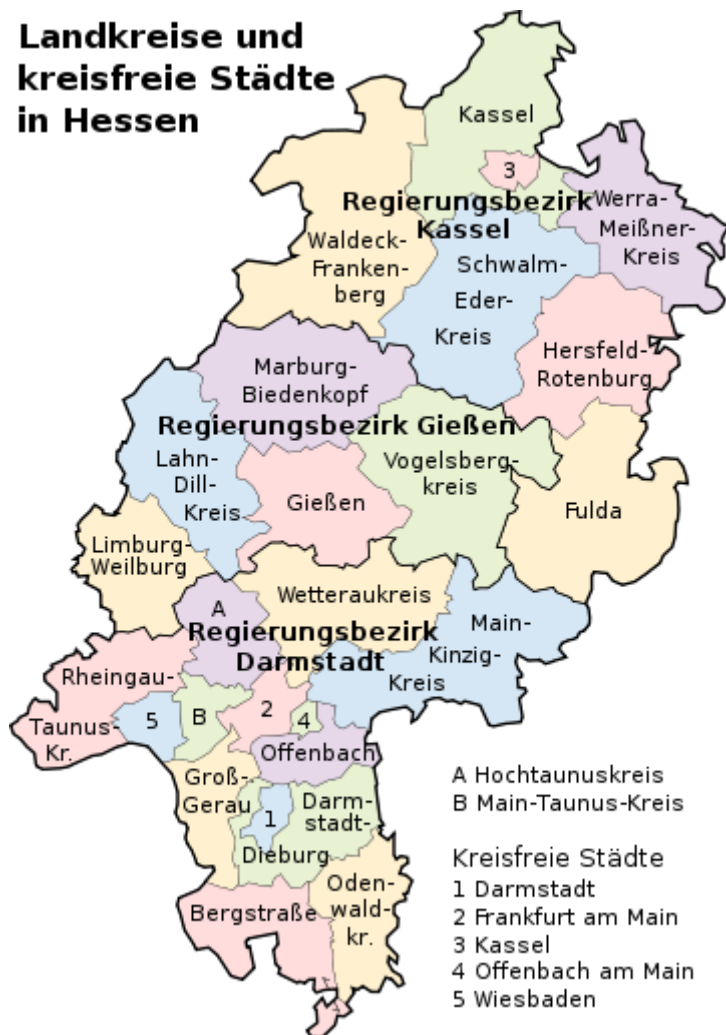 Landkreise und
kreisfreie Städte
in Hessen
Kassel
3
Regierungsbezirk
Kassel
Werra-
Meißner-
Kreis
Waldeck-
Franken-
berg
Schwalm-
Eder-
Kreis
Hersfeld-
Rotenburg
Marburg-
Biedenkopf
Regierungsbezirk Gießen
Lahn-
Dill-
Kreis
Gießen
Vogelsberg-
kreis
Fulda
Limburg-
Weilburg
A
Wetteraukreis
Regierungsbezirk
Darmstadt
Main-
Kinzig-
Kreis
Rheingau-
Taunus-
Kr.
5
B
2
4
Offenbach
Groß-
Gerau
1
Darm-
stadt-
Dieburg
Bergstraße
Oden-
wald-
kr.
A Hochtaunuskreis
B Main-Taunus-Kreis
Kreisfreie Städte
1 Darmstadt
2 Frankfurt am Main
3 Kassel
4 Offenbach am Main
5 Wiesbaden